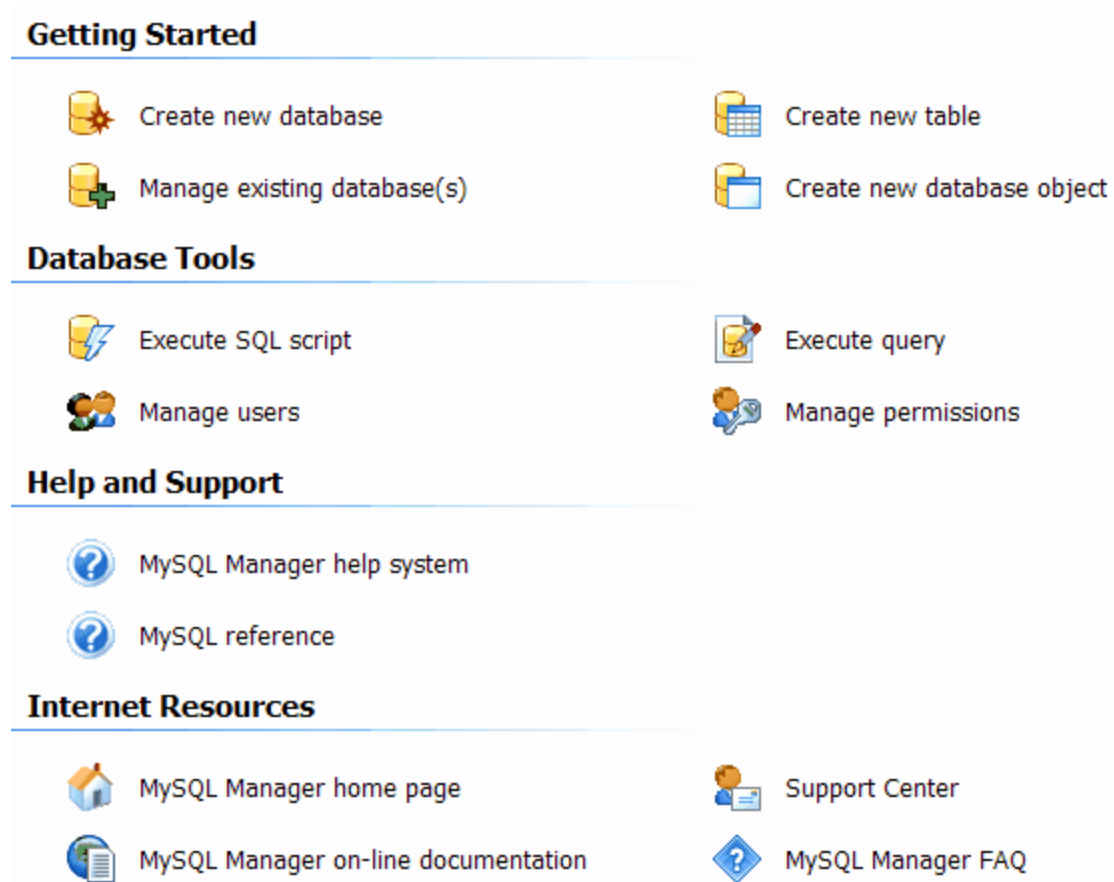 Getting Started
Create new database
Create new table
Manage existing database(s)
Create new database object
Database Tools
Execute SQL script
Execute query
Manage users
Manage permissions
Help and Support
MySQL Manager help system
MySQL reference
Internet Resources
MySQL Manager home page
Support Center
MySQL Manager on-line documentation
MySQL Manager FAQ